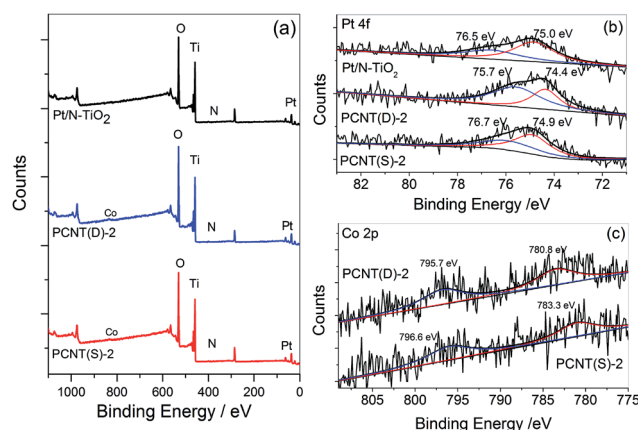 (a)
O
Ti
N
Pt
Pt/N-TiO2
O
Co
Ti
N
Pt
PCNT(D)-2
O
Co
Ti
N
Pt
PCNT(S)-2
Counts
1000 800 600 400 200 0
Binding Energy / eV
Pt 4f
(b)
76.5 eV
75.0 eV
Pt/N-TiO2
75.7 eV
74.4 eV
PCNT(D)-2
76.7 eV
74.9 eV
PCNT(S)-2
Counts
82 80 78 76 74 72
Binding Energy /eV
Co 2p
(c)
PCNT(D)-2
795.7 eV
780.8 eV
783.3 eV
796.6 eV
PCNT(S)-2
Counts
805 800 795 790 785 780 775
Binding Energy /eV